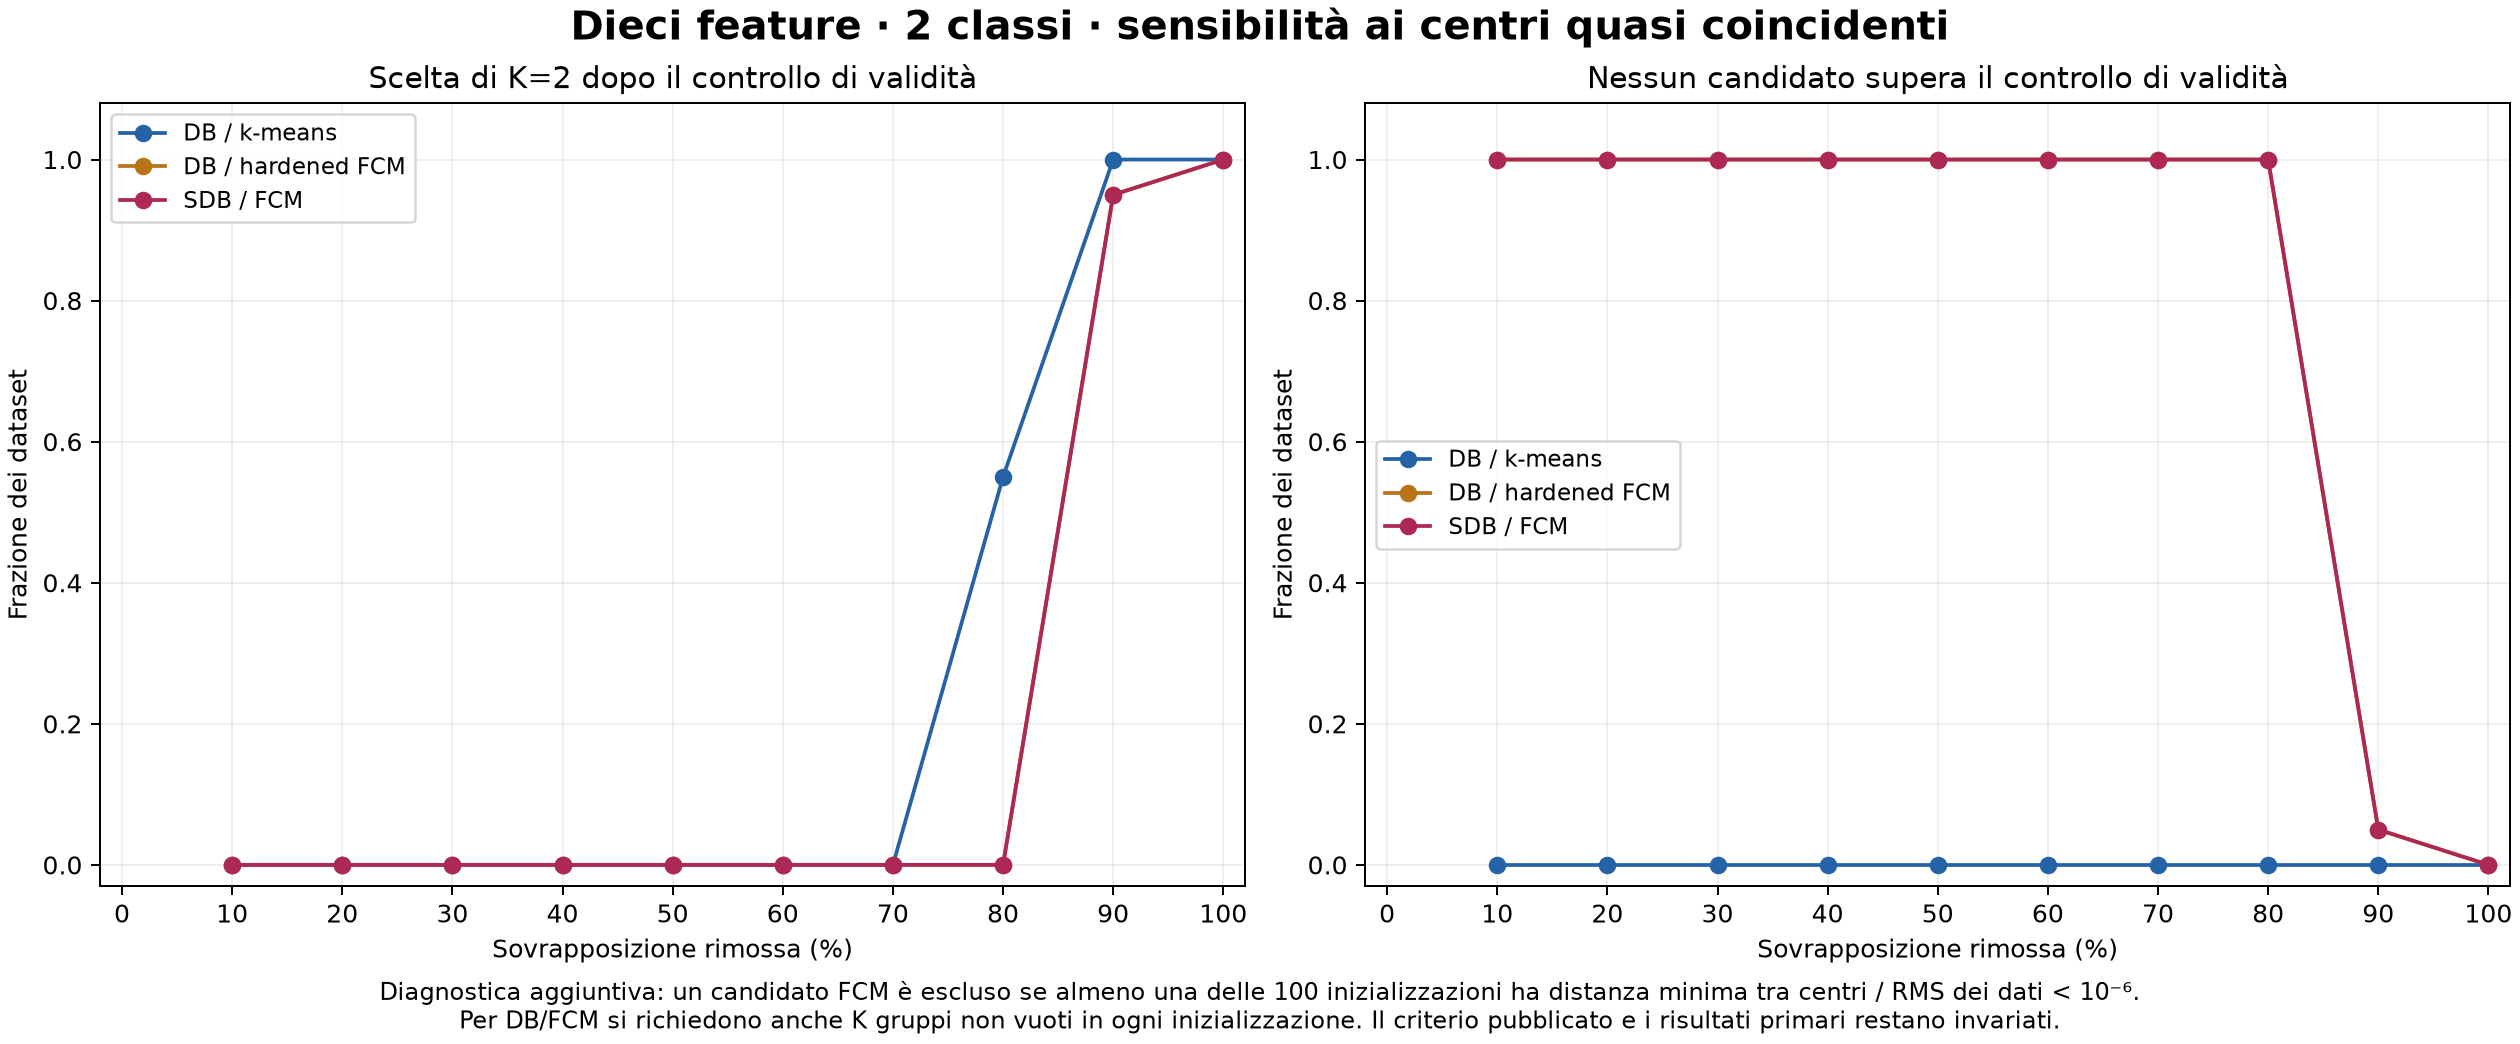 Dieci feature · 2 classi · sensibilità ai centri quasi coincidenti
Scelta di K=2 dopo il controllo di validità
DB / k-means
DB / hardened FCM
SDB / FCM
Frazione dei dataset
1.0
0.8
0.6
0.4
0.2
0.0
0 10 20 30 40 50 60 70 80 90 100
Sovrapposizione rimossa (%)
Nessun candidato supera il controllo di validità
DB / k-means
DB / hardened FCM
SDB / FCM
Frazione dei dataset
1.0
0.8
0.6
0.4
0.2
0.0
0 10 20 30 40 50 60 70 80 90 100
Sovrapposizione rimossa (%)
Diagnostica aggiuntiva: un candidato FCM è escluso se almeno una delle 100 inizializzazioni ha distanza minima tra centri / RMS dei dati < 10⁻⁶.
Per DB/FCM si richiedono anche K gruppi non vuoti in ogni inizializzazione. Il criterio pubblicato e i risultati primari restano invariati.